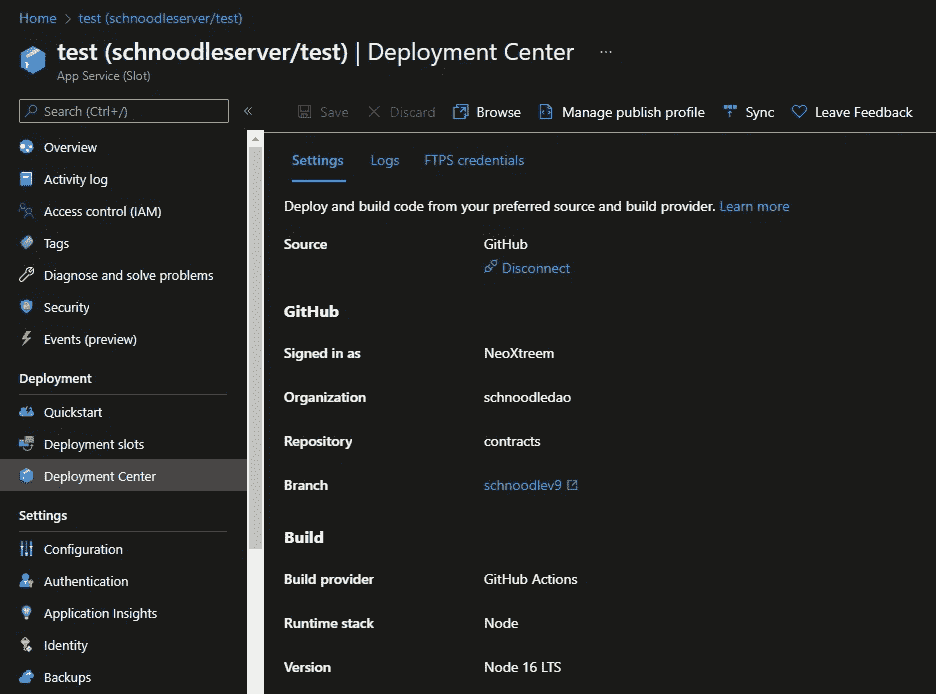 Home > test (schnoodleserver/test)
test (schnoodleserver/test) | Deployment Center ...
App Service (Slot)
Search (Ctrl+/)
«
Save
Discard
Browse
Manage publish profile
Sync
Leave Feedback
Overview
Activity log
Access control (IAM)
Tags
Diagnose and solve problems
Security
Events (preview)
Deployment
Quickstart
Deployment slots
Deployment Center
Settings
Configuration
Authentication
Application Insights
Identity
Backups
Settings Logs FTPS credentials
Deploy and build code from your preferred source and build provider. Learn more
Source GitHub
Disconnect
GitHub
Signed in as NeoXtreem
Organization schnoodledao
Repository contracts
Branch schnoodlev9
Build
Build provider GitHub Actions
Runtime stack Node
Version Node 16 LTS